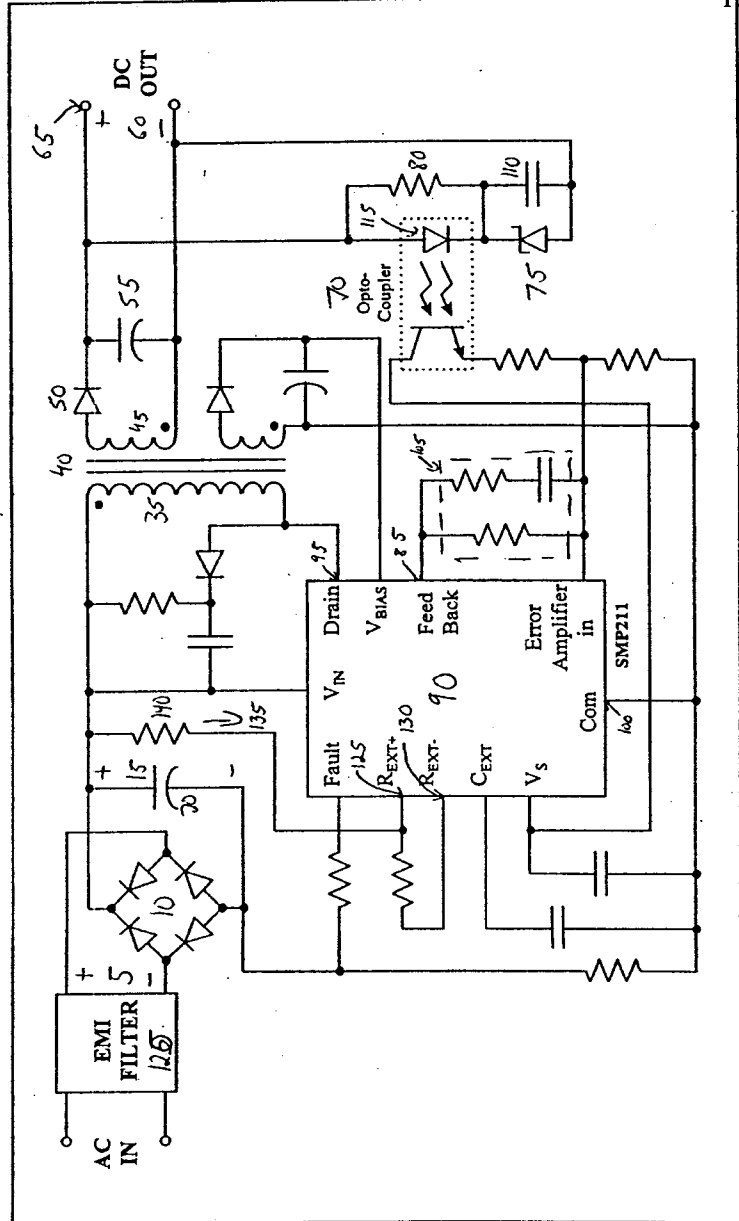 AC
IN
EMI
FILTER
120
+
5
-
10
+
15
20
-
140
135
35
40
45
50
55
65
+
60
-
DC
OUT
70
Opto-
Coupler
115
80
110
75
105
85
95
90
125
130
100
Fault
VIN
Drain
REXT+
REXT-
VBIAS
Feed
Back
CEXT
VS
Com
Error
Amplifier
in
SMP211